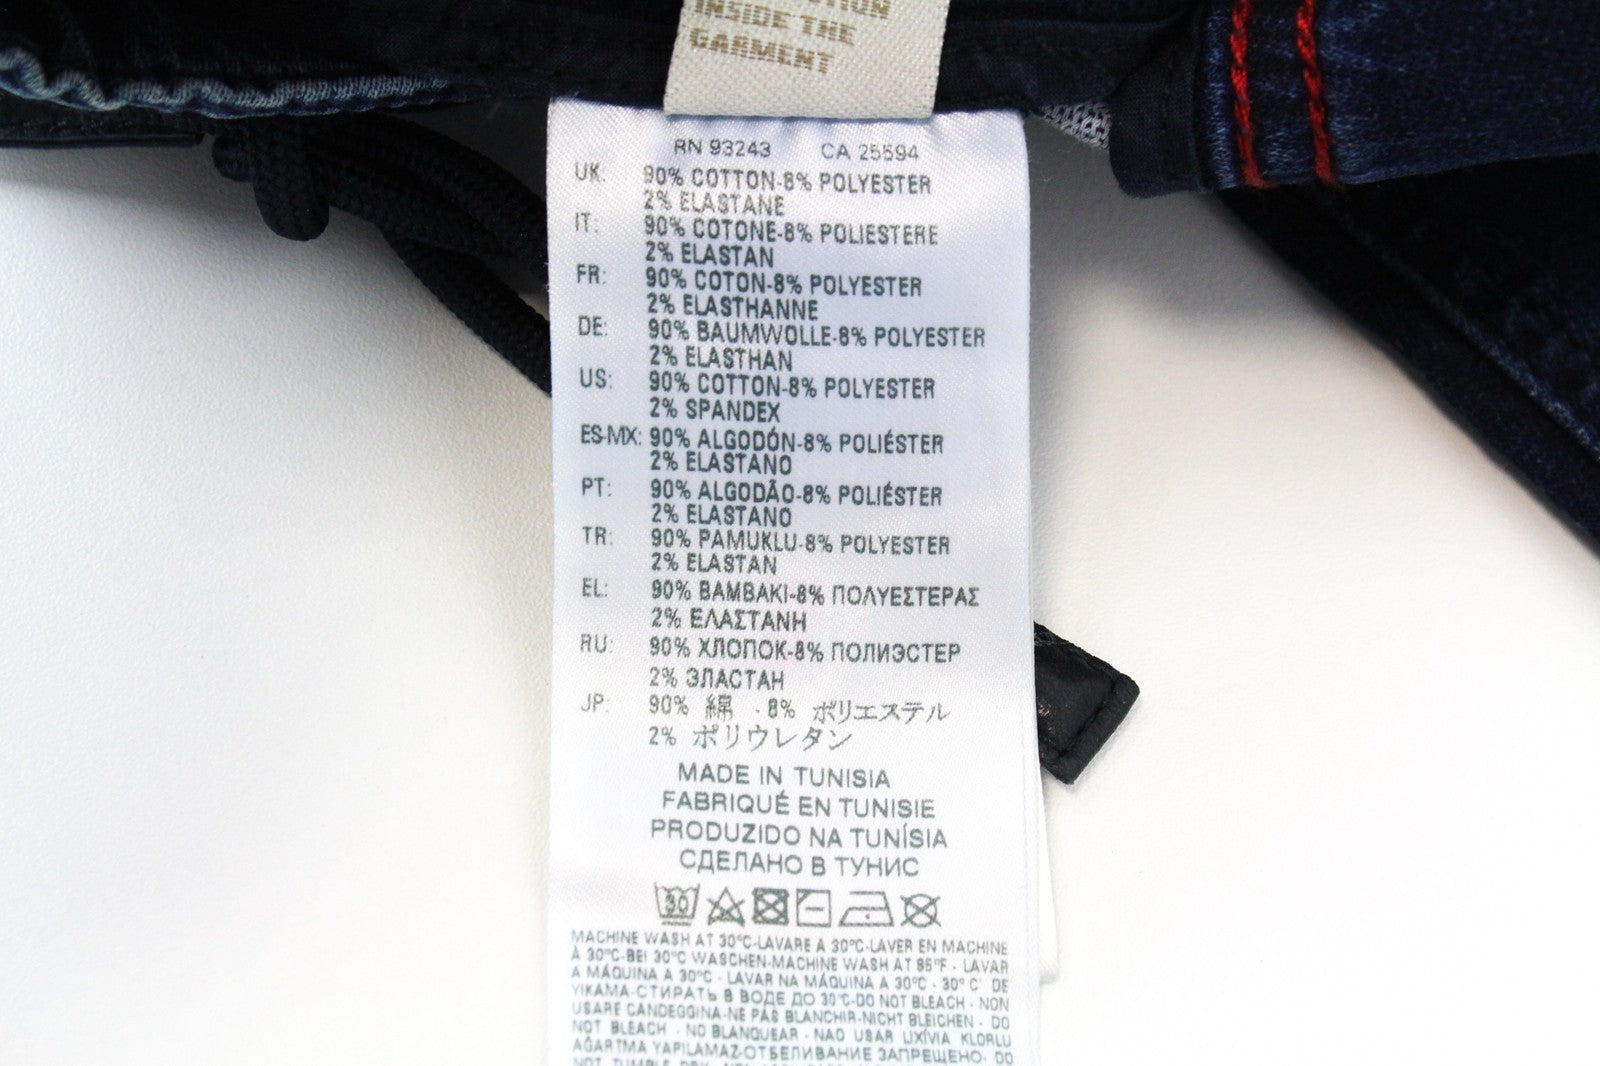 INSIDE THE
GARMENT
RN 93243 CA 25594
UK: 90% COTTON-8% POLYESTER
2% ELASTANE
IT: 90% COTONE-8% POLIESTERE
2% ELASTAN
FR: 90% COTON-8% POLYESTER
2% ELASTHANNE
DE: 90% BAUMWOLLE-8% POLYESTER
2% ELASTHAN
US: 90% COTTON-8% POLYESTER
2% SPANDEX
ES-MX: 90% ALGODÓN-8% POLIÉSTER
2% ELASTANO
PT: 90% ALGODÃO-8% POLIÉSTER
2% ELASTANO
TR: 90% PAMUKLU-8% POLYESTER
2% ELASTAN
EL: 90% BAMBAKI-8% ΠΟΛΥΕΣΤΕΡΑΣ
2% ΕΛΑΣΤΑΝΗ
RU: 90% ХЛОПОК-8% ПОЛИЭСТЕР
2% ЭЛАСТАН
JP: 90% 綿 - 8% ポリエステル
2% ポリウレタン
MADE IN TUNISIA
FABRIQUÉ EN TUNISIE
PRODUZIDO NA TUNÍSIA
СДЕЛАНО В ТУНИС
30
MACHINE WASH AT 30°C-LAVARE A 30°C-LAVER EN MACHINE
À 30°C-BEI 30°C WASCHEN-MACHINE WASH AT 85°F - LAVAR
A MÁQUINA A 30°C - LAVAR NA MÁQUINA A 30°C - 30° C' DE
YIKAMA-СТИРАТЬ В ВОДЕ ДО 30°C-DO NOT BLEACH - NON
USARE CANDEGGINA-NE PAS BLANCHIR-NICHT BLEICHEN - DO
NOT BLEACH - NO BLANQUEAR - NAO USAR LIXÍVIA KLORLU
AĞARTMA YAPILAMAZ-ОТБЕЛИВАНИЕ ЗАПРЕЩЕНО- DO
NOT TUMBLE DRY